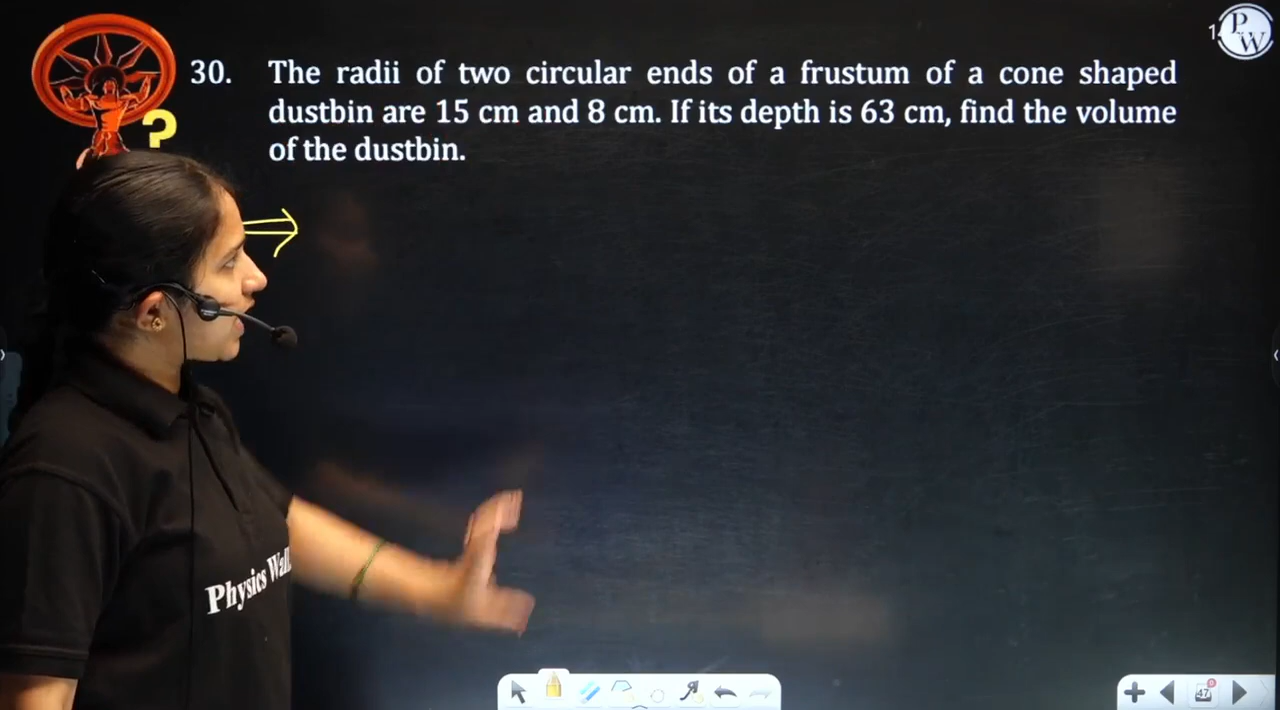 30. The radii of two circular ends of a frustum of a cone shaped
dustbin are 15 cm and 8 cm. If its depth is 63 cm, find the volume
of the dustbin.
?
P
W
Physics Wall
47